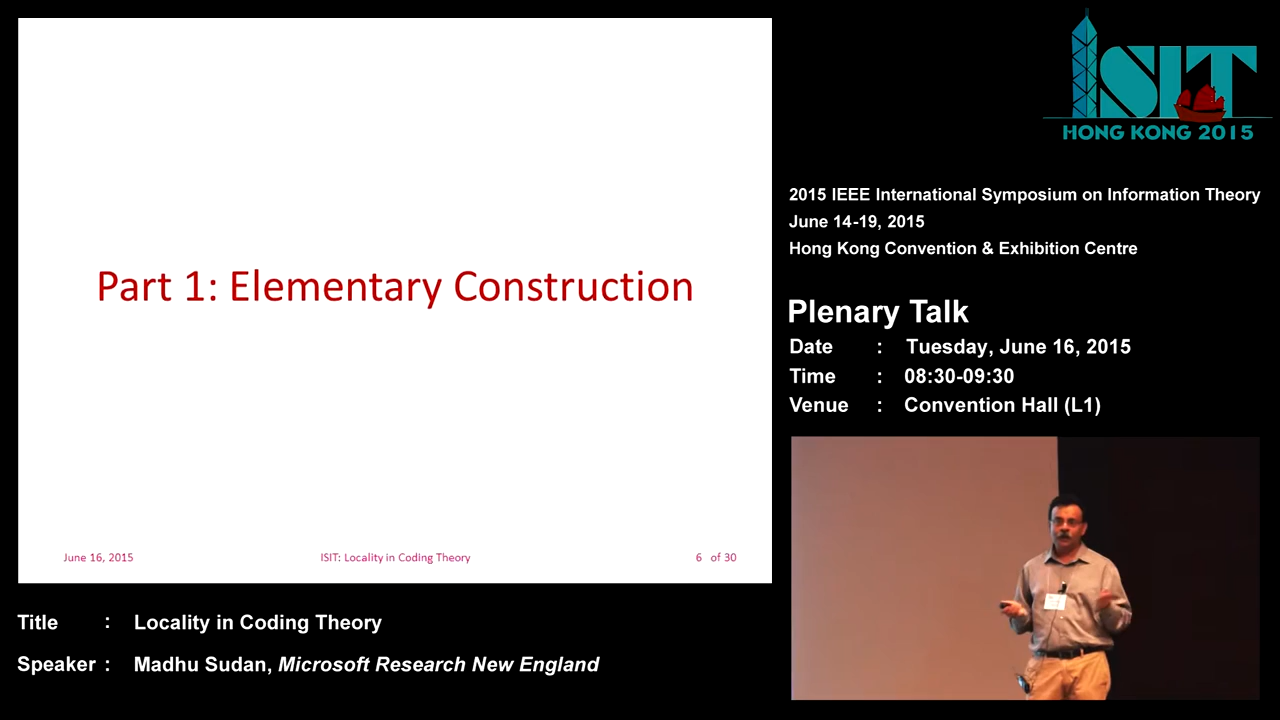 Part 1: Elementary Construction
June 16, 2015
ISIT: Locality in Coding Theory
6 of 30
ISIT
HONG KONG 2015
2015 IEEE International Symposium on Information Theory
June 14-19, 2015
Hong Kong Convention & Exhibition Centre
Plenary Talk
Date : Tuesday, June 16, 2015
Time : 08:30-09:30
Venue : Convention Hall (L1)
Title : Locality in Coding Theory
Speaker : Madhu Sudan, Microsoft Research New England